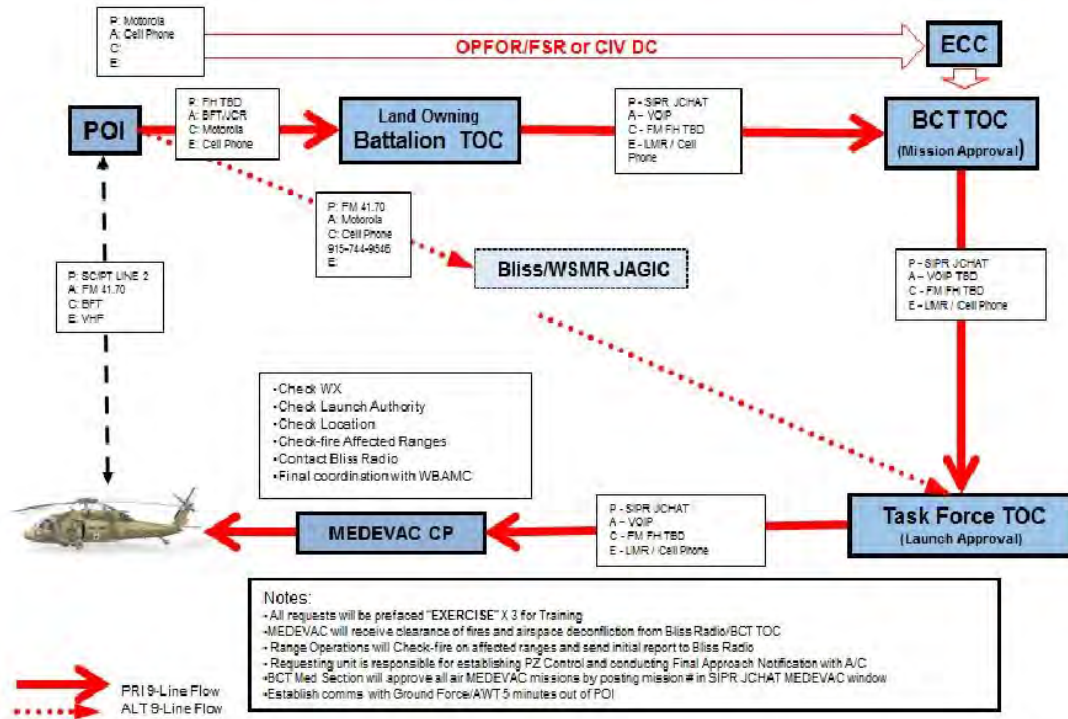 P: Motorola
A: Cell Phone
C:
E:
OPFOR/FSR or CIV DC
ECC
POI
P: FH TBD
A: BFT/JCR
C: Motorola
E: Cell Phone
Land Owning
Battalion TOC
P - SIPR JCHAT
A - VOIP
C - FM FH TBD
E - LMR / Cell
Phone
BCT TOC
(Mission Approval)
P: FM 41.70
A: Motorola
C: Cell Phone
915-744-9546
E:
Bliss/WSMR JAGIC
P - SIPR JCHAT
A – VOIP TBD
C - FM FH TBD
E - LMR / Cell Phone
P: SC/PT LINE 2
A: FM 41.70
C: BFT
E: VHF
•Check WX
•Check Launch Authority
•Check Location
•Check-fire Affected Ranges
•Contact Bliss Radio
•Final coordination with WBAMC
MEDEVAC CP
P - SIPR JCHAT
A – VOIP
C - FM FH TBD
E - LMR / Cell Phone
Task Force TOC
(Launch Approval)
Notes:
• All requests will be prefaced "EXERCISE" X 3 for Training
•MEDEVAC will receive clearance of fires and airspace deconfliction from Bliss Radio/BCT TOC
• Range Operations will Check-fire on affected ranges and send initial report to Bliss Radio
• Requesting unit is responsible for establishing PZ Control and conducting Final Approach Notification with A/C
•BCT Med Section will approve all air MEDEVAC missions by posting mission # in SIPR JCHAT MEDEVAC window
•Establish comms with Ground Force/AWT 5 minutes out of POI
PRI 9-Line Flow
ALT 9-Line Flow